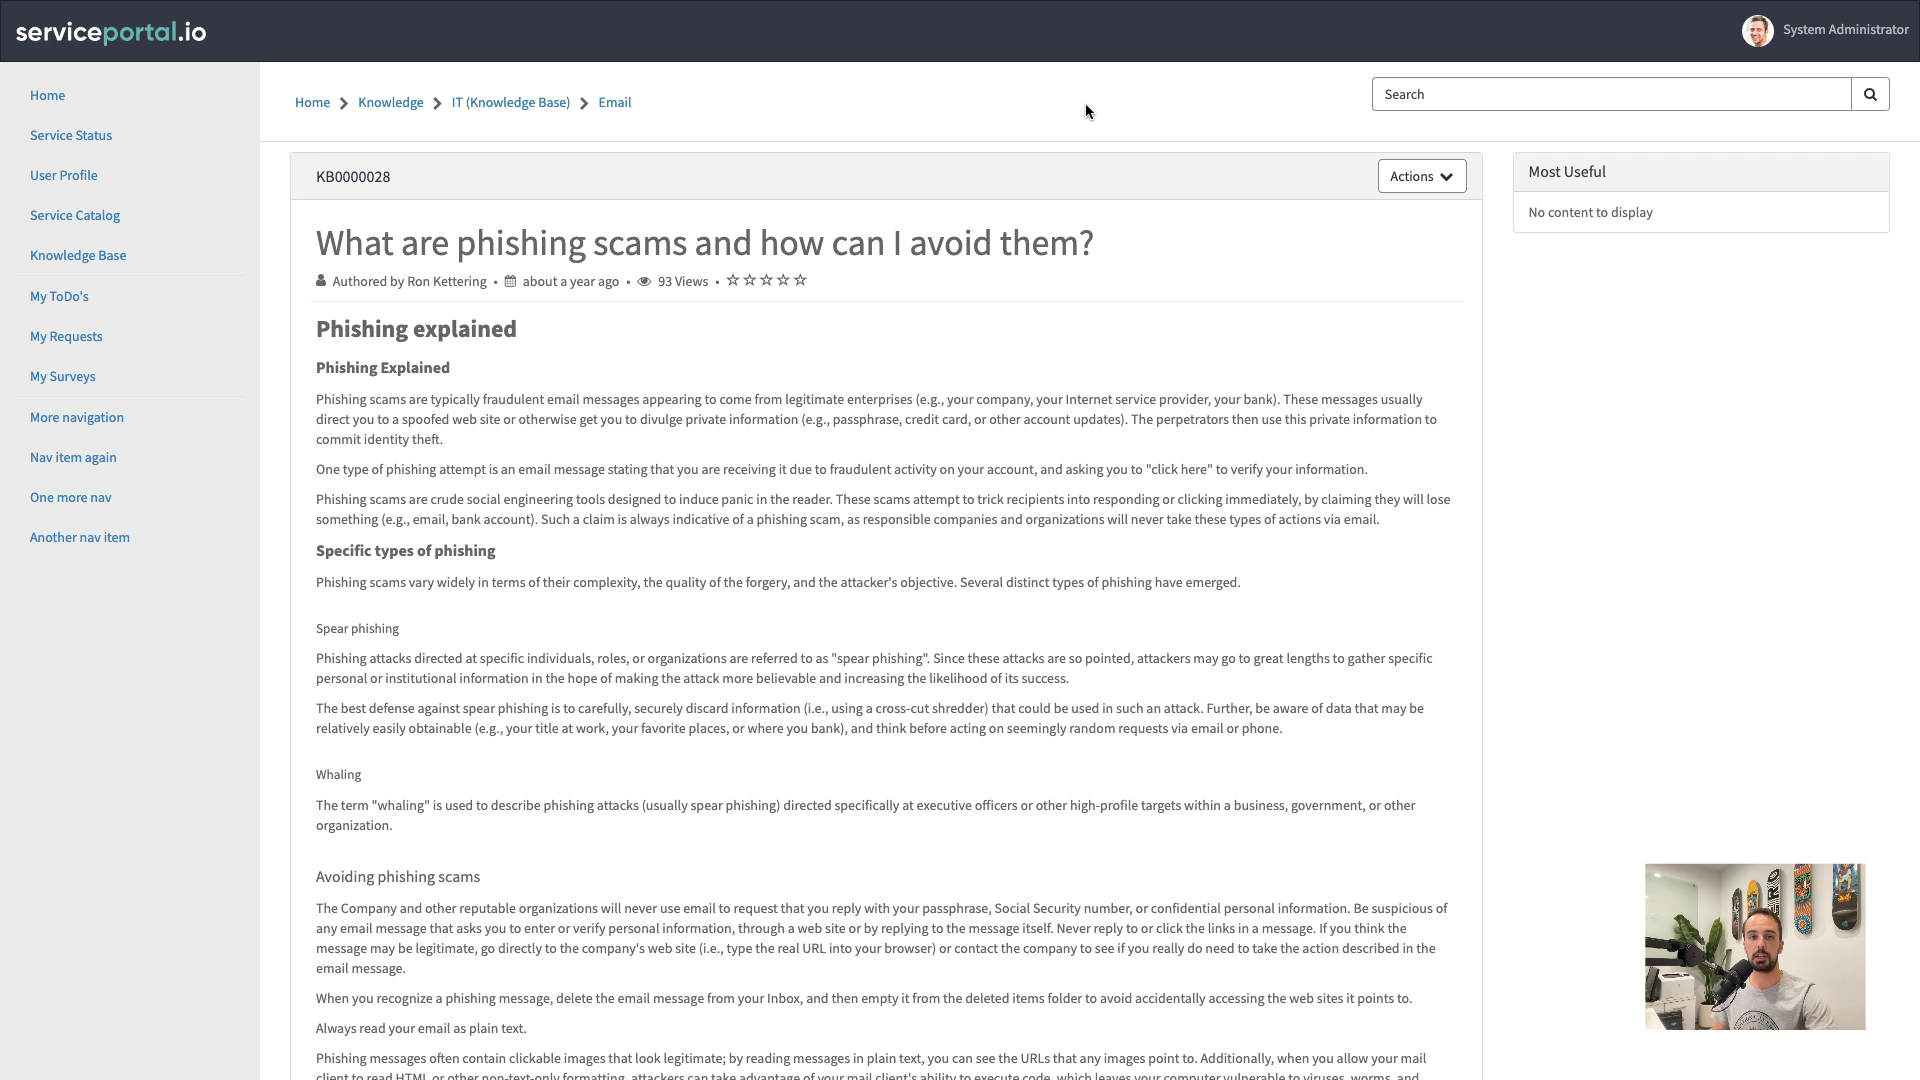 serviceportal.io
System Administrator
Home
Service Status
User Profile
Service Catalog
Knowledge Base
My ToDo's
My Requests
My Surveys
More navigation
Nav item again
One more nav
Another nav item
Home
Knowledge
IT (Knowledge Base)
Email
Search
KB0000028
Actions
What are phishing scams and how can I avoid them?
Authored by Ron Kettering • about a year ago • 93 Views •
Phishing explained
Phishing Explained
Phishing scams are typically fraudulent email messages appearing to come from legitimate enterprises (e.g., your company, your Internet service provider, your bank). These messages usually
direct you to a spoofed web site or otherwise get you to divulge private information (e.g., passphrase, credit card, or other account updates). The perpetrators then use this private information to
commit identity theft.
One type of phishing attempt is an email message stating that you are receiving it due to fraudulent activity on your account, and asking you to "click here" to verify your information.
Phishing scams are crude social engineering tools designed to induce panic in the reader. These scams attempt to trick recipients into responding or clicking immediately, by claiming they will lose
something (e.g., email, bank account). Such a claim is always indicative of a phishing scam, as responsible companies and organizations will never take these types of actions via email.
Specific types of phishing
Phishing scams vary widely in terms of their complexity, the quality of the forgery, and the attacker's objective. Several distinct types of phishing have emerged.
Spear phishing
Phishing attacks directed at specific individuals, roles, or organizations are referred to as "spear phishing". Since these attacks are so pointed, attackers may go to great lengths to gather specific
personal or institutional information in the hope of making the attack more believable and increasing the likelihood of its success.
The best defense against spear phishing is to carefully, securely discard information (i.e., using a cross-cut shredder) that could be used in such an attack. Further, be aware of data that may be
relatively easily obtainable (e.g., your title at work, your favorite places, or where you bank), and think before acting on seemingly random requests via email or phone.
Whaling
The term "whaling" is used to describe phishing attacks (usually spear phishing) directed specifically at executive officers or other high-profile targets within a business, government, or other
organization.
Avoiding phishing scams
The Company and other reputable organizations will never use email to request that you reply with your passphrase, Social Security number, or confidential personal information. Be suspicious of
any email message that asks you to enter or verify personal information, through a web site or by replying to the message itself. Never reply to or click the links in a message. If you think the
message may be legitimate, go directly to the company's web site (i.e., type the real URL into your browser) or contact the company to see if you really do need to take the action described in the
email message.
When you recognize a phishing message, delete the email message from your Inbox, and then empty it from the deleted items folder to avoid accidentally accessing the web sites it points to.
Always read your email as plain text.
Phishing messages often contain clickable images that look legitimate; by reading messages in plain text, you can see the URLs that any images point to. Additionally, when you allow your mail
client to read HTML or other non-text-only formatting, attackers can take advantage of your mail client's ability to execute code, which leaves your computer vulnerable to viruses, worms, and
Most Useful
No content to display